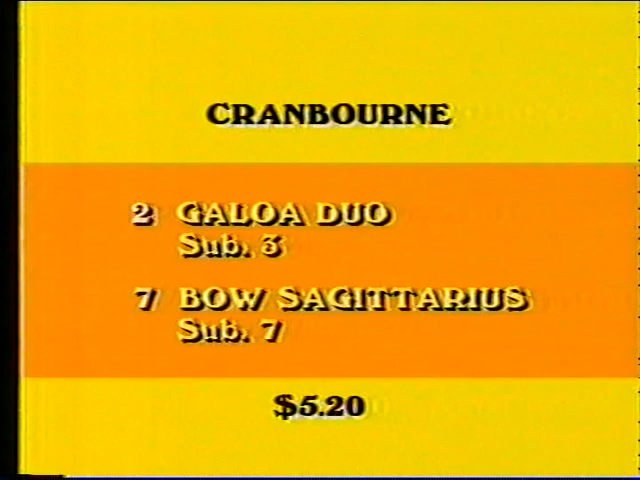 CRANBOURNE
2 GALOA DUO
Sub. 3
7 BOW SAGITTARIUS
Sub. 7
$5.20